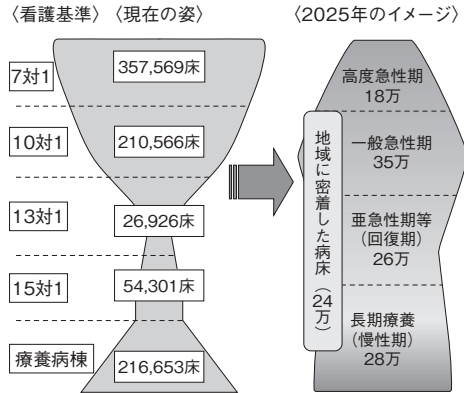 〈看護基準〉〈現在の姿〉
7対1
357,569床
10対1
210,566床
13対1
26,926床
15対1
54,301床
療養病棟
216,653床
〈2025年のイメージ〉
高度急性期
18万
一般急性期
35万
亜急性期等
(回復期)
26万
長期療養
(慢性期)
28万
地域に密着した病床(24万)